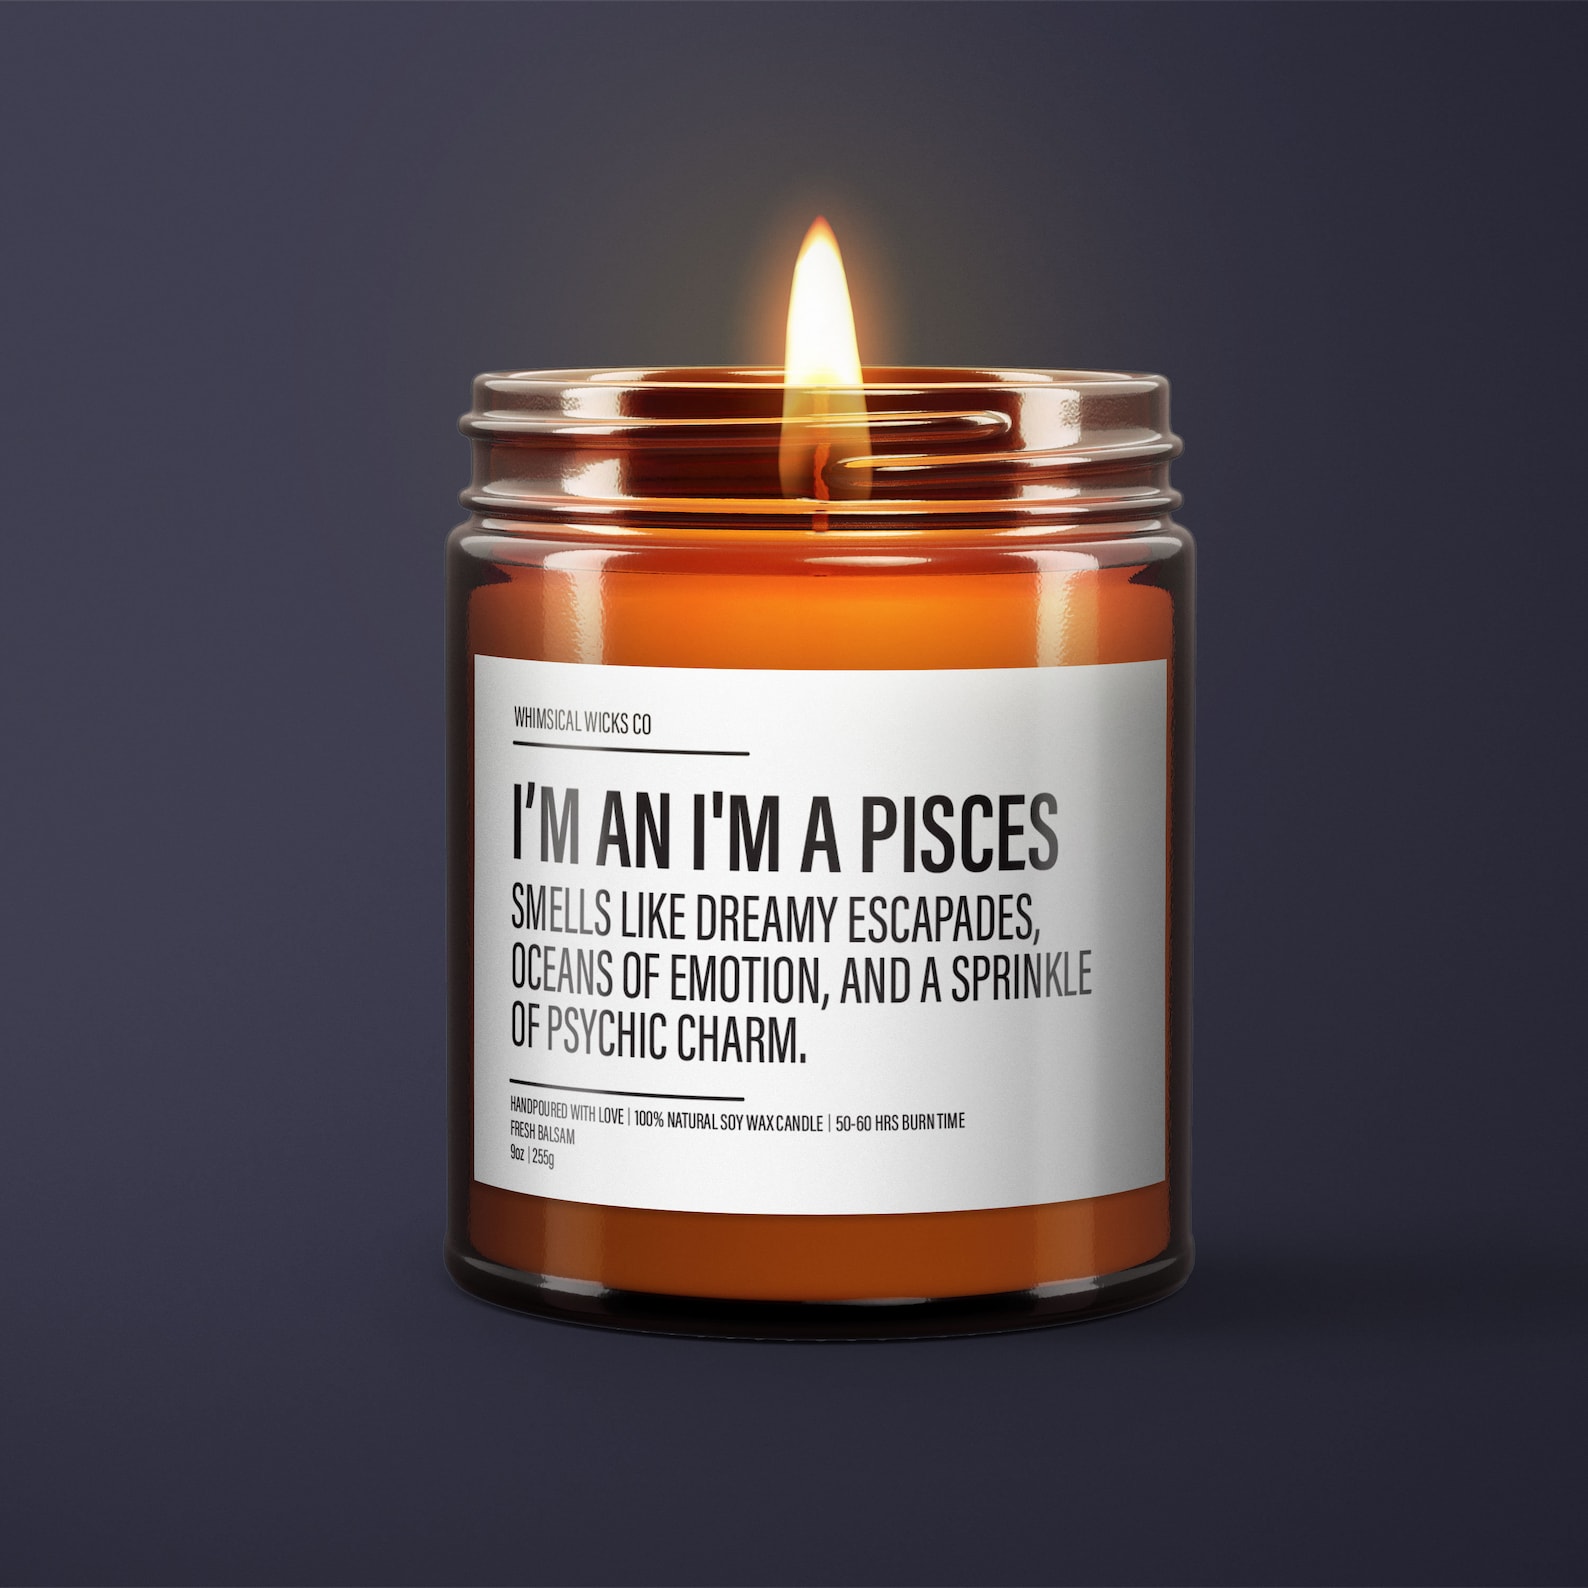 WHIMSICAL WICKS CO
I’M AN I'M A PISCES
SMELLS LIKE DREAMY ESCAPADES,
OCEANS OF EMOTION, AND A SPRINKLE
OF PSYCHIC CHARM.
HANDPOURED WITH LOVE | 100% NATURAL SOY WAX CANDLE | 50-60 HRS BURN TIME
FRESH BALSAM
9oz | 255g